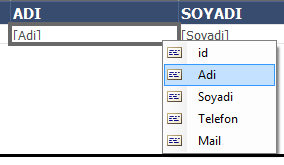 ADI SOYADI
[Adi] [Soyadi]
id
Adi
Soyadi
Telefon
Mail